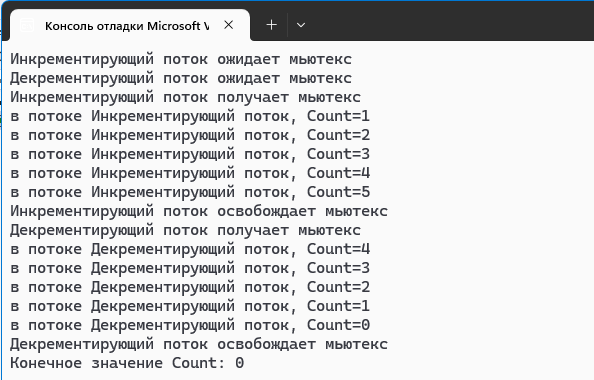 Консоль отладки Microsoft V
Инкрементирующий поток ожидает мьютекс
Декрементирующий поток ожидает мьютекс
Инкрементирующий поток получает мьютекс
в потоке Инкрементирующий поток, Count=1
в потоке Инкрементирующий поток, Count=2
в потоке Инкрементирующий поток, Count=3
в потоке Инкрементирующий поток, Count=4
в потоке Инкрементирующий поток, Count=5
Инкрементирующий поток освобождает мьютекс
Декрементирующий поток получает мьютекс
в потоке Декрементирующий поток, Count=4
в потоке Декрементирующий поток, Count=3
в потоке Декрементирующий поток, Count=2
в потоке Декрементирующий поток, Count=1
в потоке Декрементирующий поток, Count=0
Декрементирующий поток освобождает мьютекс
Конечное значение Count: 0